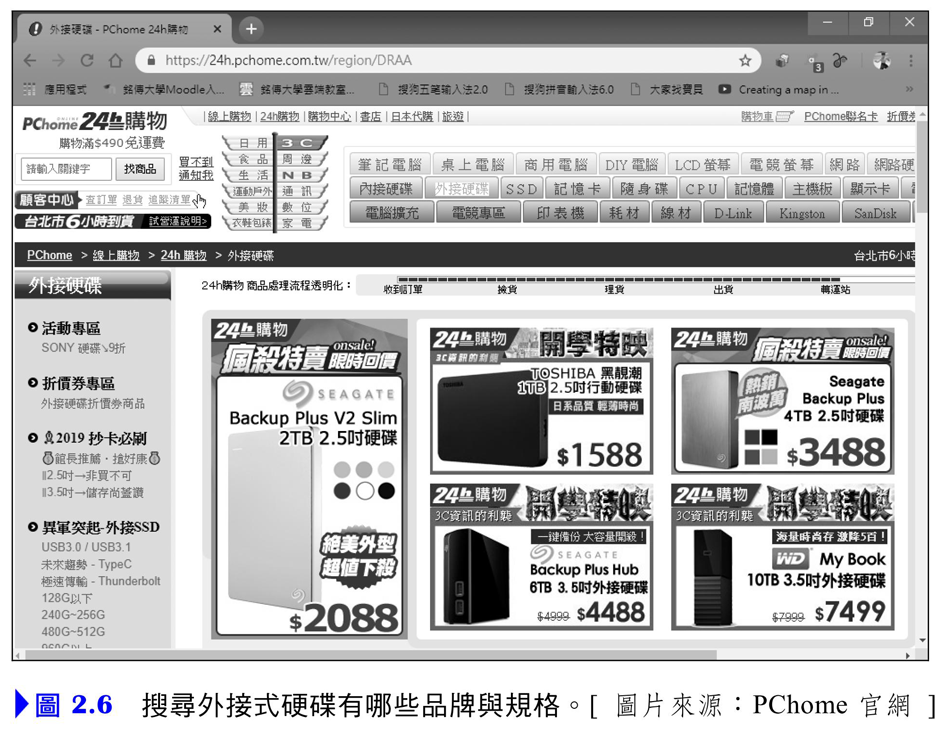 外接硬碟 - PChome 24h購物
https://24h.pchome.com.tw/region/DRAA
3
應用程式 銘傳大學Moodle入... 銘傳大學雲端教室... 搜狗五笔输入法2.0 搜狗拼音输入法6.0 大家找寶貝 Creating a map in ... »
PChome 24h購物
購物滿$490免運費
請輸入關鍵字 找商品
買不到
通知我
顧客中心 查訂單 退貨 追蹤清單
台北市6小時到貨 試營運說明>
|線上購物|24h購物|購物中心|書店|日本代購|旅遊|
購物車 PChome聯名卡 折價券
日用 3C
食品 周邊
生活 NB
運動戶外 通訊
美妝 數位
衣鞋包錶 家電
筆記電腦 桌上電腦 商用電腦 DIY電腦 LCD螢幕 電競螢幕 網路 網路硬
內接硬碟 外接硬碟 SSD 記憶卡 隨身碟 CPU 記憶體 主機板 顯示卡
電腦擴充 電競專區 印表機 耗材 線材 D-Link Kingston SanDisk
PChome > 線上購物 > 24h 購物 > 外接硬碟
台北市6小時
外接硬碟
24h購物 商品處理流程透明化：
收到訂單 撿貨 理貨 出貨 轉運站
活動專區
SONY 硬碟↘9折
折價券專區
外接硬碟折價券商品
2019 抄卡必刷
館長推薦．搶好康
2.5吋→非買不可
3.5吋→儲存尚蓋讚
異軍突起-外接SSD
USB3.0 / USB3.1
未來趨勢 - TypeC
極速傳輸 - Thunderbolt
128G以下
240G~256G
480G~512G
960G以上
24h購物
瘋殺特賣 onsale! 限時回價
SEAGATE
Backup Plus V2 Slim
2TB 2.5吋硬碟
絕美外型
超值下殺
$2088
24h購物 開學特映
3C資訊的利器
TOSHIBA 黑靚潮
1TB 2.5吋行動硬碟
日系品質 輕薄時尚
$1588
24h購物
瘋殺特賣 onsale! 限時回價
熱銷
南波萬
Seagate
Backup Plus
4TB 2.5吋硬碟
$3488
24h購物 開學特映
3C資訊的利器
一鍵備份 大容量開殺！
SEAGATE
Backup Plus Hub
6TB 3.5吋外接硬碟
$4999 $4488
24h購物 開學特映
3C資訊的利器
海量時尚存 激降5百！
WD My Book
10TB 3.5吋外接硬碟
$7999 $7499
圖 2.6 搜尋外接式硬碟有哪些品牌與規格。[ 圖片來源：PChome 官網 ]